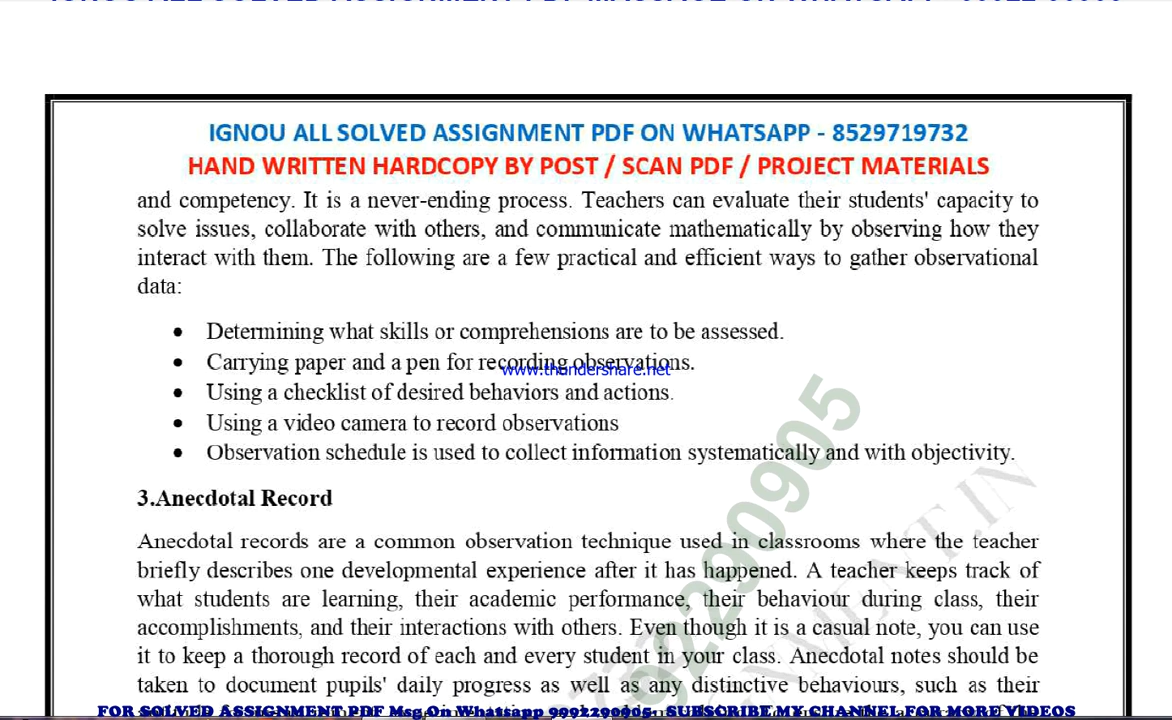 IGNOU ALL SOLVED ASSIGNMENT PDF ON WHATSAPP - 8529719732
HAND WRITTEN HARDCOPY BY POST / SCAN PDF / PROJECT MATERIALS
and competency. It is a never-ending process. Teachers can evaluate their students' capacity to
solve issues, collaborate with others, and communicate mathematically by observing how they
interact with them. The following are a few practical and efficient ways to gather observational
data:
• Determining what skills or comprehensions are to be assessed.
• Carrying paper and a pen for recording observations.
www.thundershare.net
• Using a checklist of desired behaviors and actions.
• Using a video camera to record observations
• Observation schedule is used to collect information systematically and with objectivity.
3.Anecdotal Record
Anecdotal records are a common observation technique used in classrooms where the teacher
briefly describes one developmental experience after it has happened. A teacher keeps track of
what students are learning, their academic performance, their behaviour during class, their
accomplishments, and their interactions with others. Even though it is a casual note, you can use
it to keep a thorough record of each and every student in your class. Anecdotal notes should be
taken to document pupils' daily progress as well as any distinctive behaviours, such as their
FOR SOLVED ASSIGNMENT PDF Msg On Whatsapp 9992290905- SUBSCRIBE MY CHANNEL FOR MORE VIDEOS